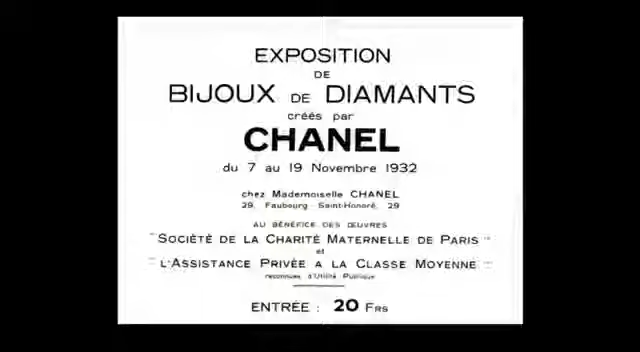 EXPOSITION
DE
BIJOUX DE DIAMANTS
créés par
CHANEL
du 7 au 19 Novembre 1932
chez Mademoiselle CHANEL
29, Faubourg Saint-Honoré, 29
AU BÉNÉFICE DES ŒUVRES
"SOCIÉTÉ DE LA CHARITÉ MATERNELLE DE PARIS"
et
"L'ASSISTANCE PRIVÉE A LA CLASSE MOYENNE"
reconnues d'Utilité Publique
ENTRÉE : 20 FRS